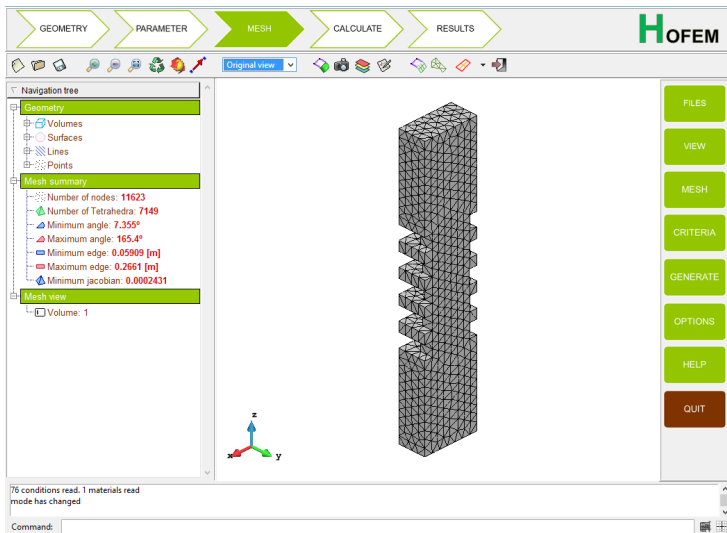 GEOMETRY PARAMETER MESH CALCULATE RESULTS
HOFEM
Original view
Navigation tree
Geometry
Volumes
Surfaces
Lines
Points
Mesh summary
Number of nodes: 11623
Number of Tetrahedra: 7149
Minimum angle: 7.355º
Maximum angle: 165.4º
Minimum edge: 0.05909 [m]
Maximum edge: 0.2661 [m]
Minimum jacobian: 0.0002431
Mesh view
Volume: 1
z
x
y
FILES
VIEW
MESH
CRITERIA
GENERATE
OPTIONS
HELP
QUIT
76 conditions read, 1 materials read
mode has changed
Command: